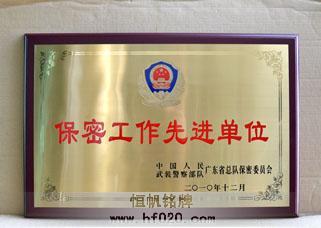 保密工作先进单位
中国人民
武装警察部队广东省总队保密委员会
二〇一〇年十二月
恒帆铭牌
www.hf020.com